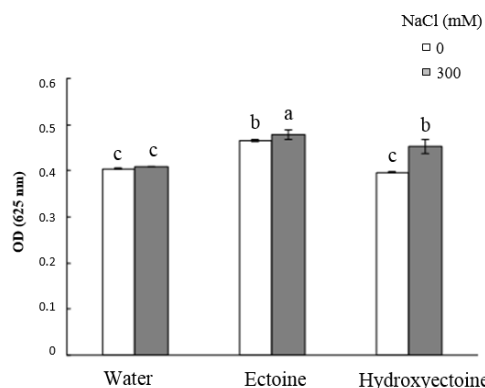 NaCl (mM)
0
300
0.6
0.5
0.4
0.3
0.2
0.1
0
OD (625 nm)
c c
b a
c b
Water Ectoine Hydroxyectoine